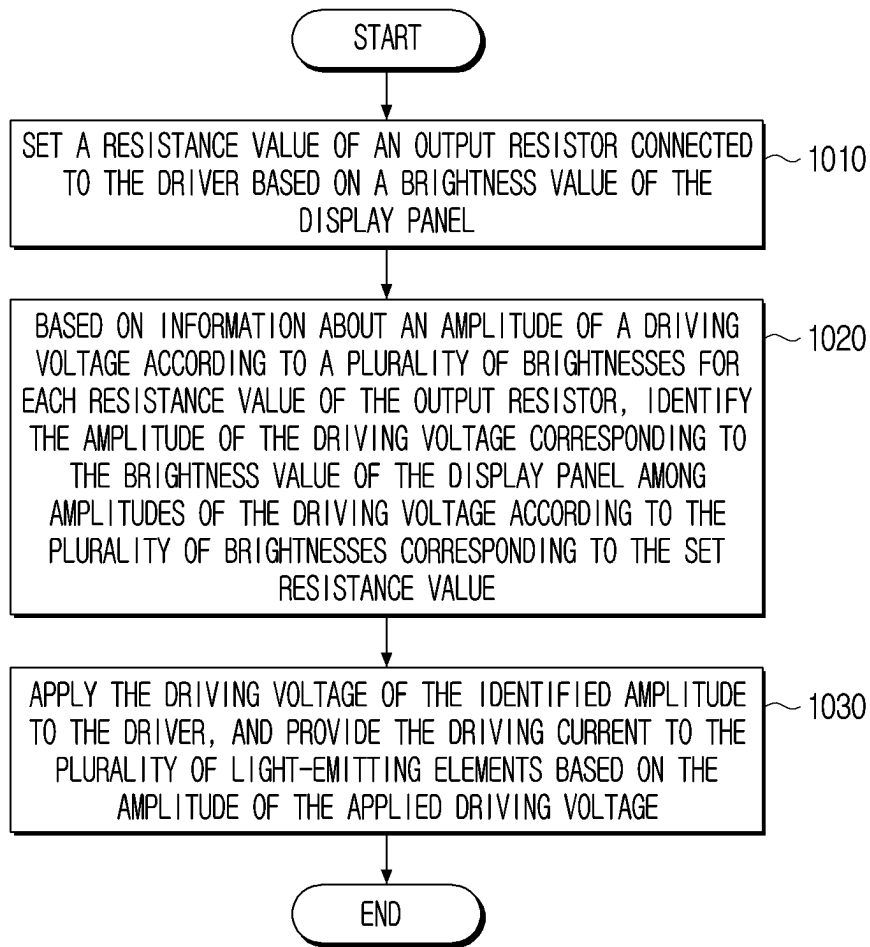 START
SET A RESISTANCE VALUE OF AN OUTPUT RESISTOR CONNECTED
TO THE DRIVER BASED ON A BRIGHTNESS VALUE OF THE
DISPLAY PANEL
1010
BASED ON INFORMATION ABOUT AN AMPLITUDE OF A DRIVING
VOLTAGE ACCORDING TO A PLURALITY OF BRIGHTNESSES FOR
EACH RESISTANCE VALUE OF THE OUTPUT RESISTOR, IDENTIFY
THE AMPLITUDE OF THE DRIVING VOLTAGE CORRESPONDING TO
THE BRIGHTNESS VALUE OF THE DISPLAY PANEL AMONG
AMPLITUDES OF THE DRIVING VOLTAGE ACCORDING TO THE
PLURALITY OF BRIGHTNESSES CORRESPONDING TO THE SET
RESISTANCE VALUE
1020
APPLY THE DRIVING VOLTAGE OF THE IDENTIFIED AMPLITUDE
TO THE DRIVER, AND PROVIDE THE DRIVING CURRENT TO THE
PLURALITY OF LIGHT-EMITTING ELEMENTS BASED ON THE
AMPLITUDE OF THE APPLIED DRIVING VOLTAGE
1030
END